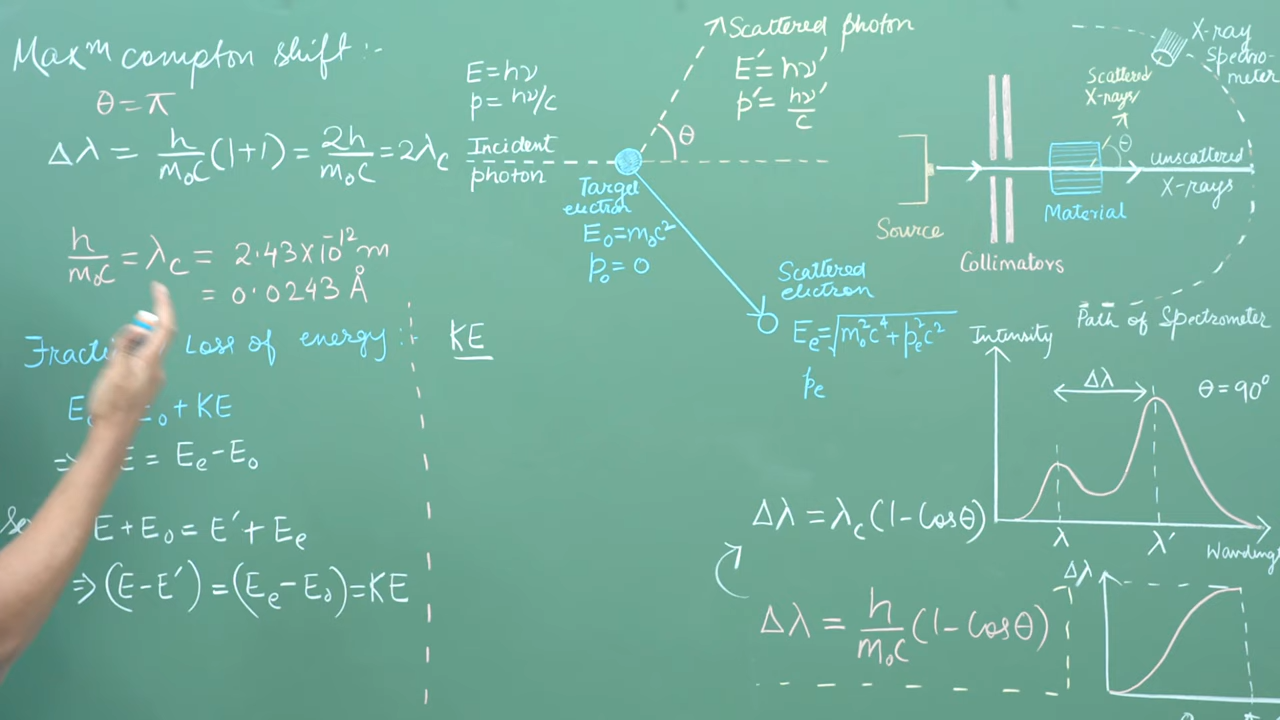 Maxᵐ compton shift :-
θ = π
Δλ = h/m₀c (1+1) = 2h/m₀c = 2λc
h/m₀c = λc = 2.43×10⁻¹² m
= 0.0243 Å
Loss of energy :-
+ KE
= Ee - E₀
E + E₀ = E′ + Ee
⇒ (E - E′) = (Ee - E₀) = KE
KE
E = hν
p = hν/c
Incident
photon
Scattered photon
E′ = hν′
p′ = hν′/c
θ
Target
electron
E₀ = m₀c²
p₀ = 0
Scattered
electron
Ee = √m₀²c⁴ + pe²c²
pe
Δλ = λc (1 - Cosθ)
Δλ = h/m₀c (1 - Cosθ)
X-ray
Spectro-
meter
Scattered
X-rays
θ
unscattered
X-rays
Source
Collimators
Material
Path of Spectrometer
Intensity
Δλ
θ = 90°
λ
λ′
Δλ